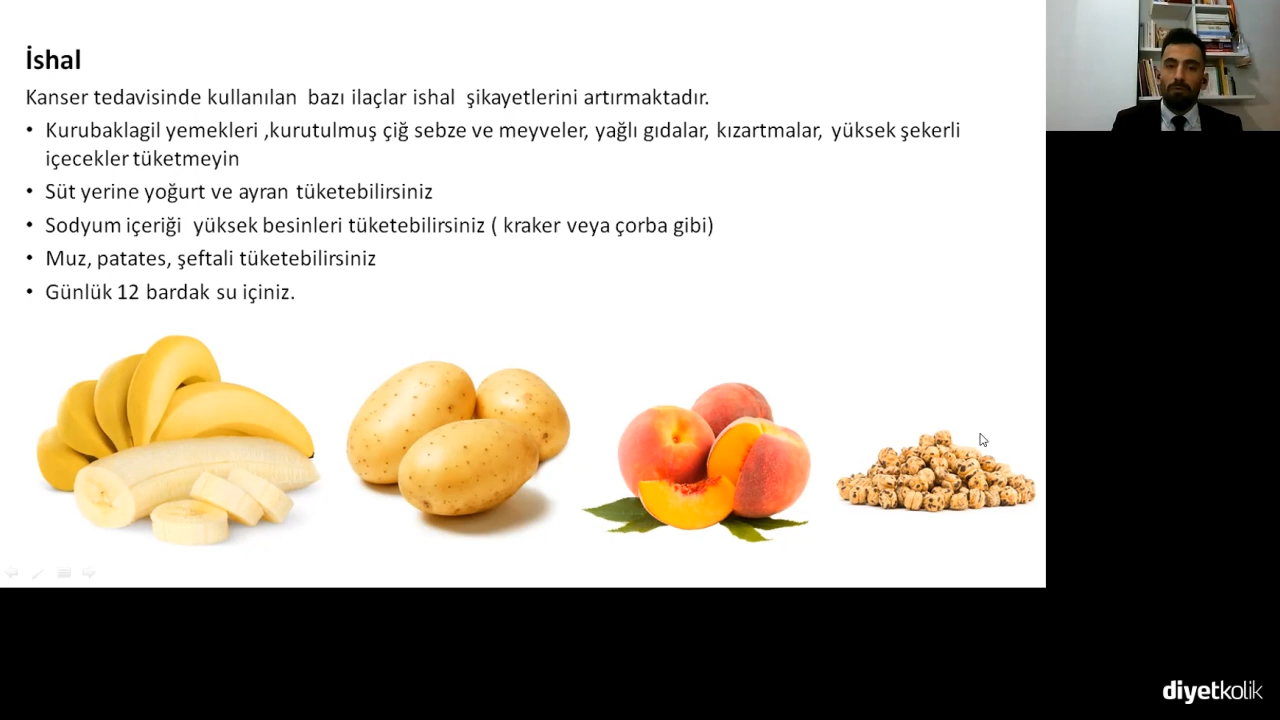 İshal
Kanser tedavisinde kullanılan bazı ilaçlar ishal şikayetlerini artırmaktadır.
• Kurubaklagil yemekleri ,kurutulmuş çiğ sebze ve meyveler, yağlı gıdalar, kızartmalar, yüksek şekerli
içecekler tüketmeyin
• Süt yerine yoğurt ve ayran tüketebilirsiniz
• Sodyum içeriği yüksek besinleri tüketebilirsiniz ( kraker veya çorba gibi)
• Muz, patates, şeftali tüketebilirsiniz
• Günlük 12 bardak su içiniz.
diyetkolik